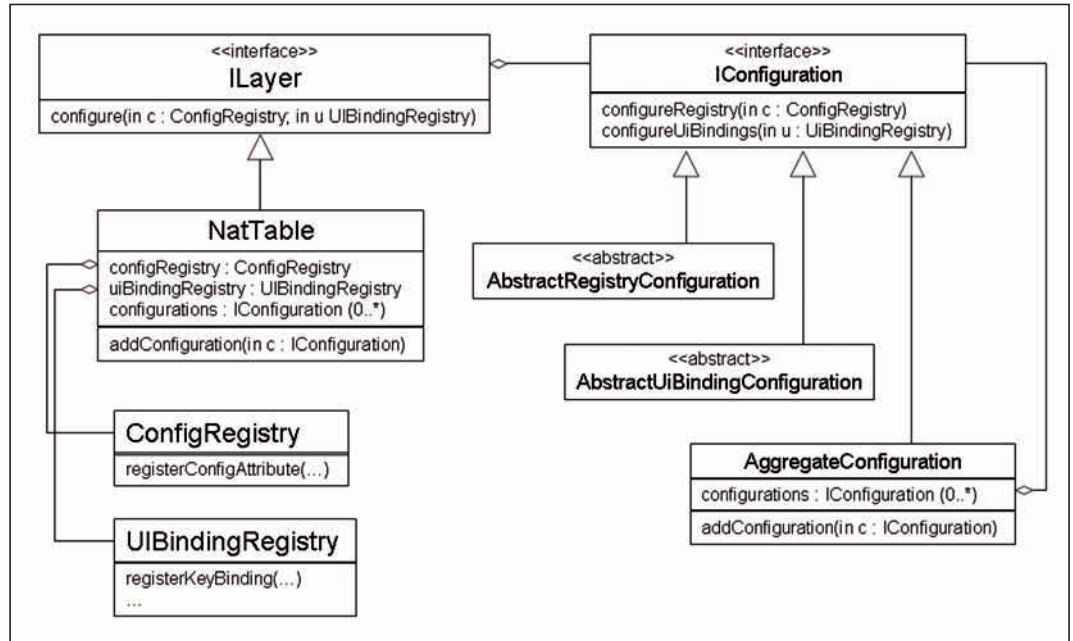 <<interface>>
ILayer
configure(in c : ConfigRegistry; in u UIBindingRegistry)
<<interface>>
IConfiguration
configureRegistry(in c : ConfigRegistry)
configureUiBindings(in u : UiBindingRegistry)
NatTable
configRegistry : ConfigRegistry
uiBindingRegistry : UIBindingRegistry
configurations : IConfiguration (0..*)
addConfiguration(in c : IConfiguration)
<<abstract>>
AbstractRegistryConfiguration
<<abstract>>
AbstractUiBindingConfiguration
ConfigRegistry
registerConfigAttribute(...)
AggregateConfiguration
configurations : IConfiguration (0..*)
addConfiguration(in c : IConfiguration)
UIBindingRegistry
registerKeyBinding(...)
...